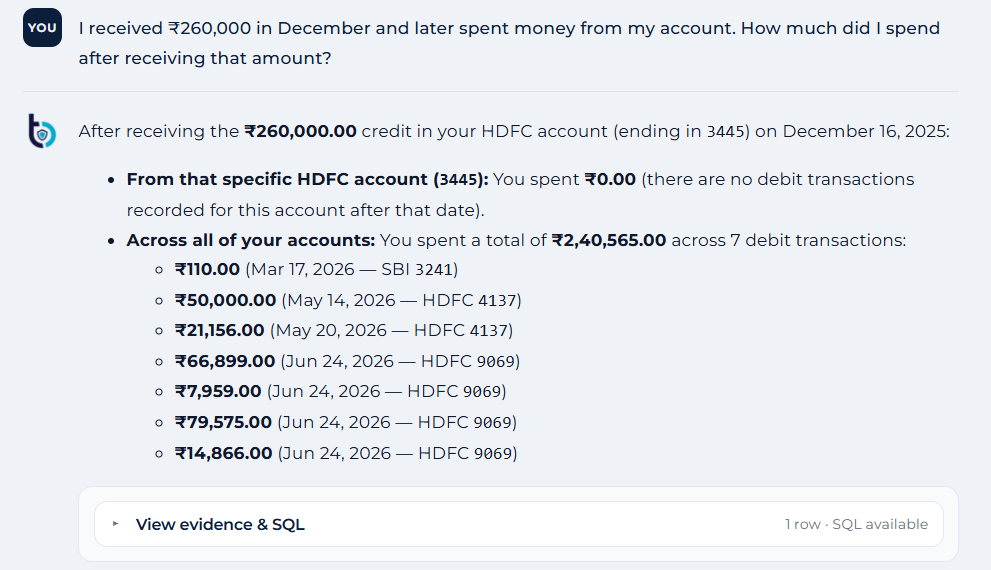 YOU
I received ₹260,000 in December and later spent money from my account. How much did I spend
after receiving that amount?
After receiving the ₹260,000.00 credit in your HDFC account (ending in 3445) on December 16, 2025:
• From that specific HDFC account (3445): You spent ₹0.00 (there are no debit transactions
recorded for this account after that date).
• Across all of your accounts: You spent a total of ₹2,40,565.00 across 7 debit transactions:
◦ ₹110.00 (Mar 17, 2026 — SBI 3241)
◦ ₹50,000.00 (May 14, 2026 — HDFC 4137)
◦ ₹21,156.00 (May 20, 2026 — HDFC 4137)
◦ ₹66,899.00 (Jun 24, 2026 — HDFC 9069)
◦ ₹7,959.00 (Jun 24, 2026 — HDFC 9069)
◦ ₹79,575.00 (Jun 24, 2026 — HDFC 9069)
◦ ₹14,866.00 (Jun 24, 2026 — HDFC 9069)
View evidence & SQL 1 row · SQL available